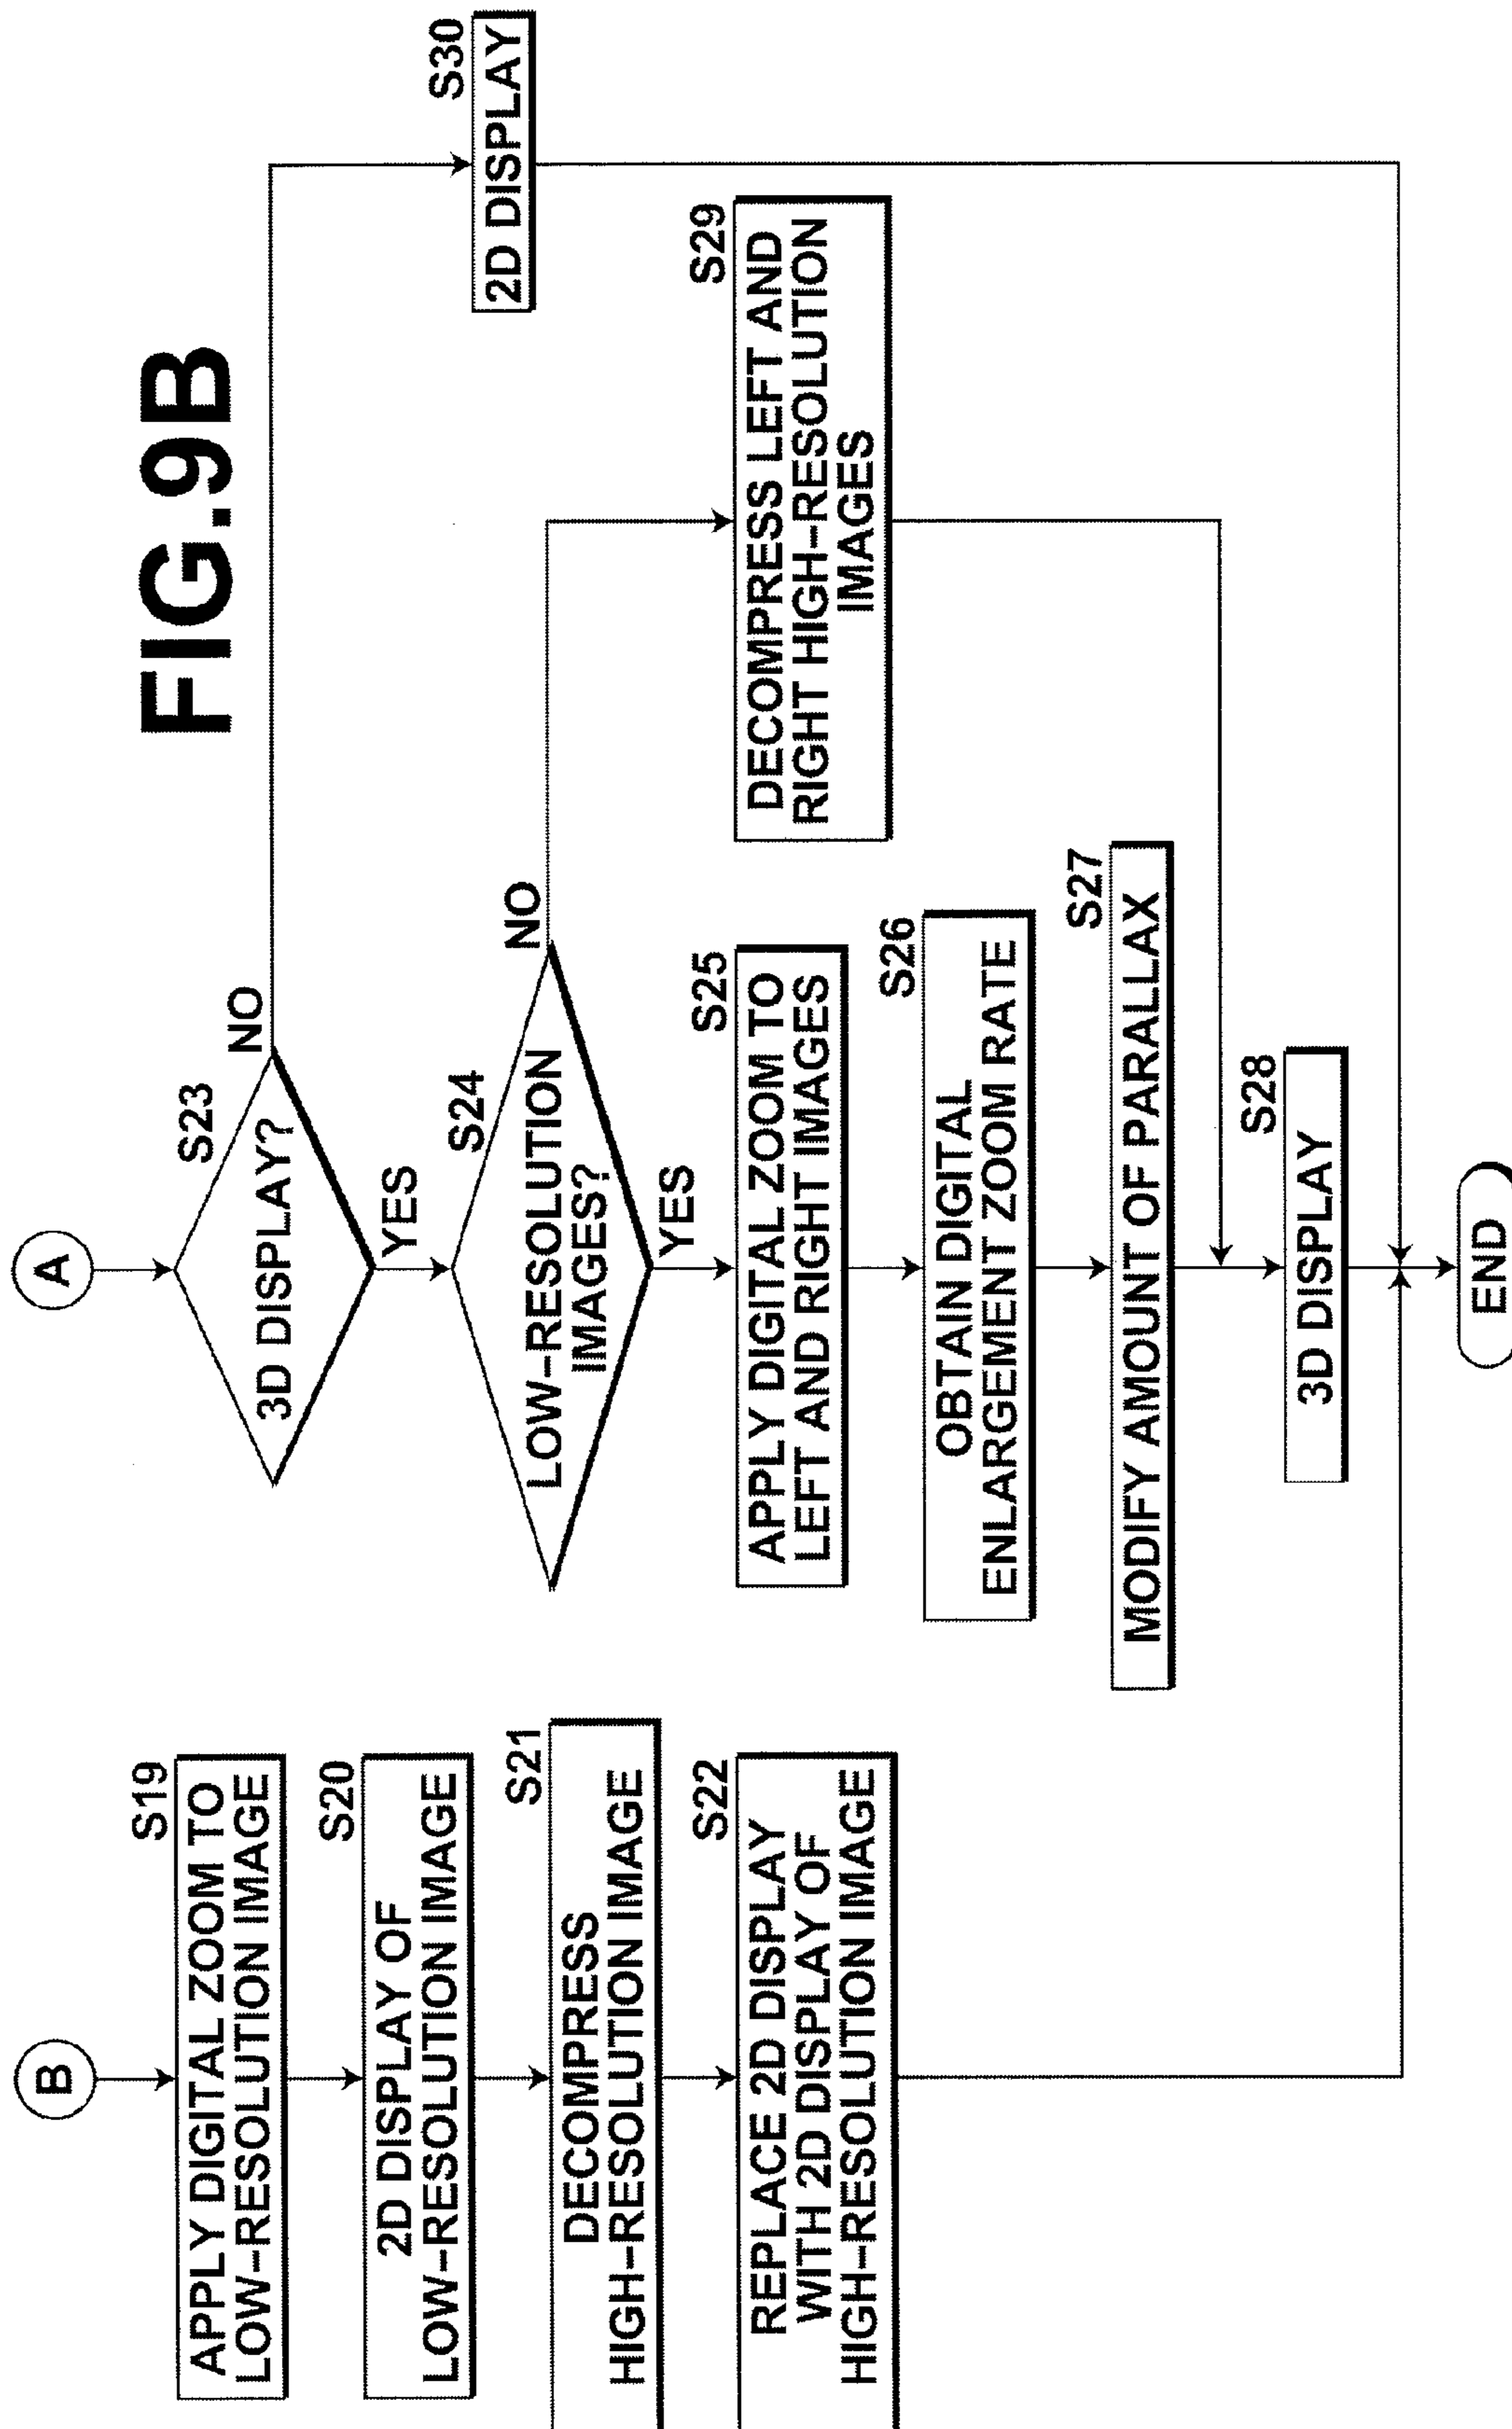 FIG.9B
B
S19
APPLY DIGITAL ZOOM TO
LOW-RESOLUTION IMAGE
S20
2D DISPLAY OF
LOW-RESOLUTION IMAGE
S21
DECOMPRESS
HIGH-RESOLUTION IMAGE
S22
REPLACE 2D DISPLAY
WITH 2D DISPLAY OF
HIGH-RESOLUTION IMAGE
A
S23
3D DISPLAY?
NO
YES
S24
LOW-RESOLUTION
IMAGES?
NO
YES
S25
APPLY DIGITAL ZOOM TO
LEFT AND RIGHT IMAGES
S26
OBTAIN DIGITAL
ENLARGEMENT ZOOM RATE
S27
MODIFY AMOUNT OF PARALLAX
S28
3D DISPLAY
END
S29
DECOMPRESS LEFT AND
RIGHT HIGH-RESOLUTION
IMAGES
S30
2D DISPLAY